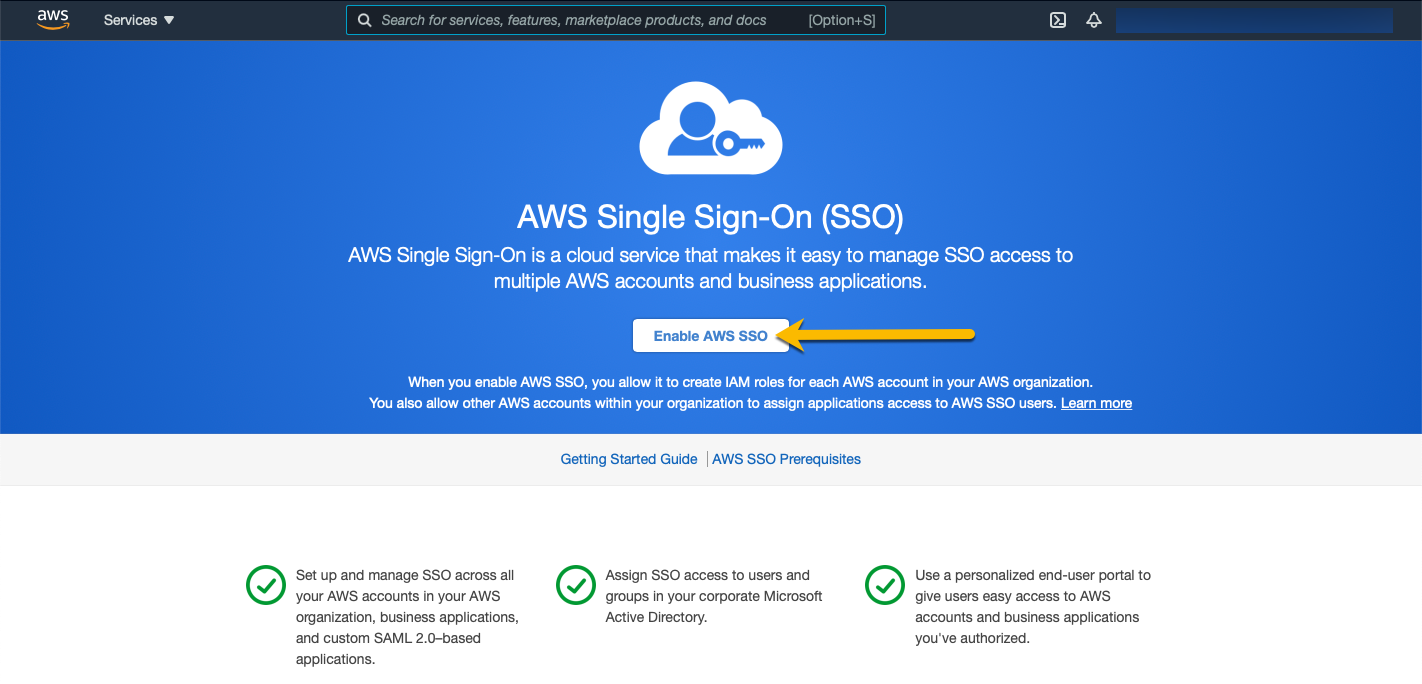 aws Services ▼ Search for services, features, marketplace products, and docs [Option+S]
AWS Single Sign-On (SSO)
AWS Single Sign-On is a cloud service that makes it easy to manage SSO access to
multiple AWS accounts and business applications.
Enable AWS SSO
When you enable AWS SSO, you allow it to create IAM roles for each AWS account in your AWS organization.
You also allow other AWS accounts within your organization to assign applications access to AWS SSO users. Learn more
Getting Started Guide | AWS SSO Prerequisites
Set up and manage SSO across all
your AWS accounts in your AWS
organization, business applications,
and custom SAML 2.0–based
applications.
Assign SSO access to users and
groups in your corporate Microsoft
Active Directory.
Use a personalized end-user portal to
give users easy access to AWS
accounts and business applications
you've authorized.